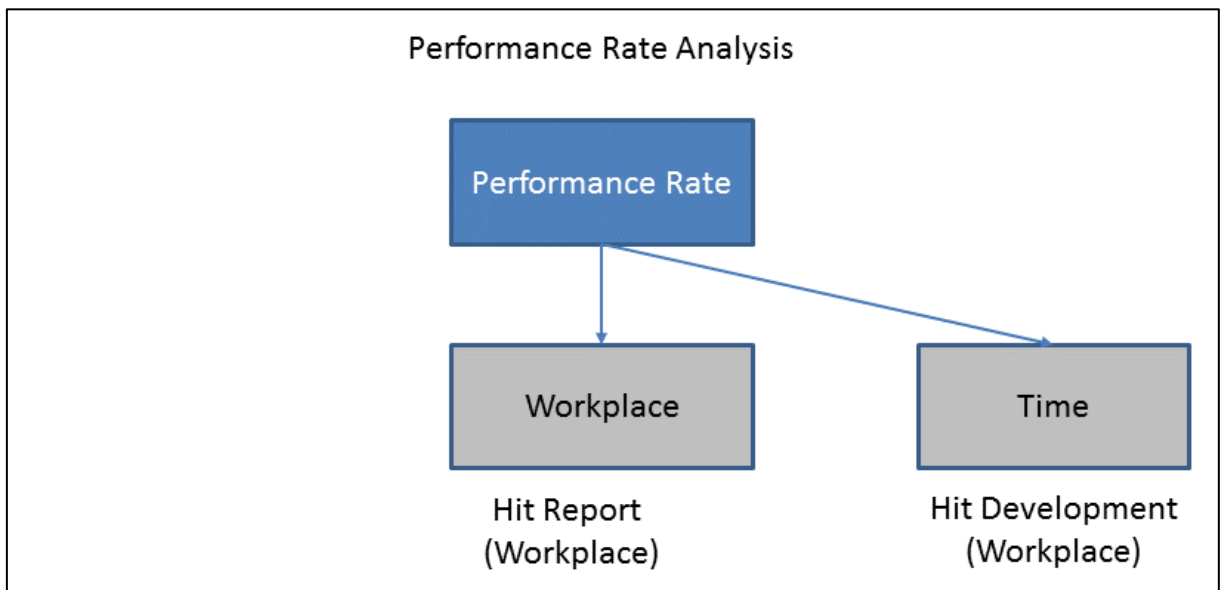 Performance Rate Analysis
Performance Rate
Workplace
Time
Hit Report
(Workplace)
Hit Development
(Workplace)